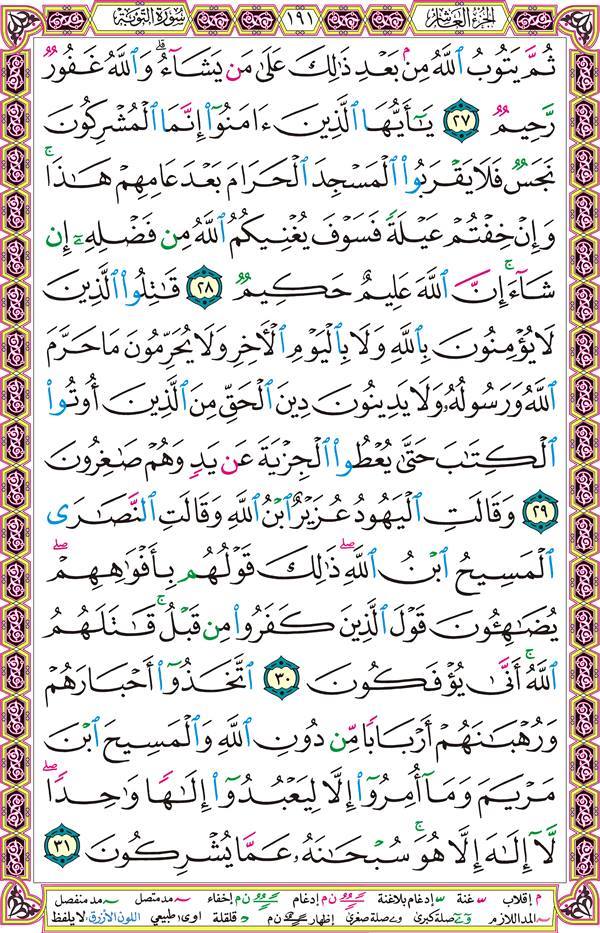 الجزء العاشر ١٩١ سورة التوبة
ثُمَّ يَتُوبُ ٱللَّهُ مِنۢ بَعْدِ ذَٰلِكَ عَلَىٰ مَن يَشَآءُ ۗ وَٱللَّهُ غَفُورٌ
رَّحِيمٌ ٢٧ يَـٰٓأَيُّهَا ٱلَّذِينَ ءَامَنُوٓا۟ إِنَّمَا ٱلْمُشْرِكُونَ
نَجَسٌ فَلَا يَقْرَبُوا۟ ٱلْمَسْجِدَ ٱلْحَرَامَ بَعْدَ عَامِهِمْ هَـٰذَا ۚ
وَإِنْ خِفْتُمْ عَيْلَةً فَسَوْفَ يُغْنِيكُمُ ٱللَّهُ مِن فَضْلِهِۦٓ إِن
شَآءَ ۚ إِنَّ ٱللَّهَ عَلِيمٌ حَكِيمٌ ٢٨ قَـٰتِلُوا۟ ٱلَّذِينَ
لَا يُؤْمِنُونَ بِٱللَّهِ وَلَا بِٱلْيَوْمِ ٱلْـَٔاخِرِ وَلَا يُحَرِّمُونَ مَا حَرَّمَ
ٱللَّهُ وَرَسُولُهُۥ وَلَا يَدِينُونَ دِينَ ٱلْحَقِّ مِنَ ٱلَّذِينَ أُوتُوا۟
ٱلْكِتَـٰبَ حَتَّىٰ يُعْطُوا۟ ٱلْجِزْيَةَ عَن يَدٍ وَهُمْ صَـٰغِرُونَ
٢٩ وَقَالَتِ ٱلْيَهُودُ عُزَيْرٌ ٱبْنُ ٱللَّهِ وَقَالَتِ ٱلنَّصَـٰرَى
ٱلْمَسِيحُ ٱبْنُ ٱللَّهِ ۖ ذَٰلِكَ قَوْلُهُم بِأَفْوَٰهِهِمْ ۖ
يُضَـٰهِـُٔونَ قَوْلَ ٱلَّذِينَ كَفَرُوا۟ مِن قَبْلُ ۚ قَـٰتَلَهُمُ
ٱللَّهُ ۚ أَنَّىٰ يُؤْفَكُونَ ٣٠ ٱتَّخَذُوٓا۟ أَحْبَارَهُمْ
وَرُهْبَـٰنَهُمْ أَرْبَابًا مِّن دُونِ ٱللَّهِ وَٱلْمَسِيحَ ٱبْنَ
مَرْيَمَ وَمَآ أُمِرُوٓا۟ إِلَّا لِيَعْبُدُوٓا۟ إِلَـٰهًا وَٰحِدًا ۖ
لَّآ إِلَـٰهَ إِلَّا هُوَ ۚ سُبْحَـٰنَهُۥ عَمَّا يُشْرِكُونَ ٣١
م إقلاب غنة إدغام بلاغنة ن م إدغام ن م إخفاء مد متصل مد منفصل
المد اللازم صلة كبرى صلة صغرى إظهار ن م قلقلة اوى طبيعي اللون الأزرق لا يلفظ